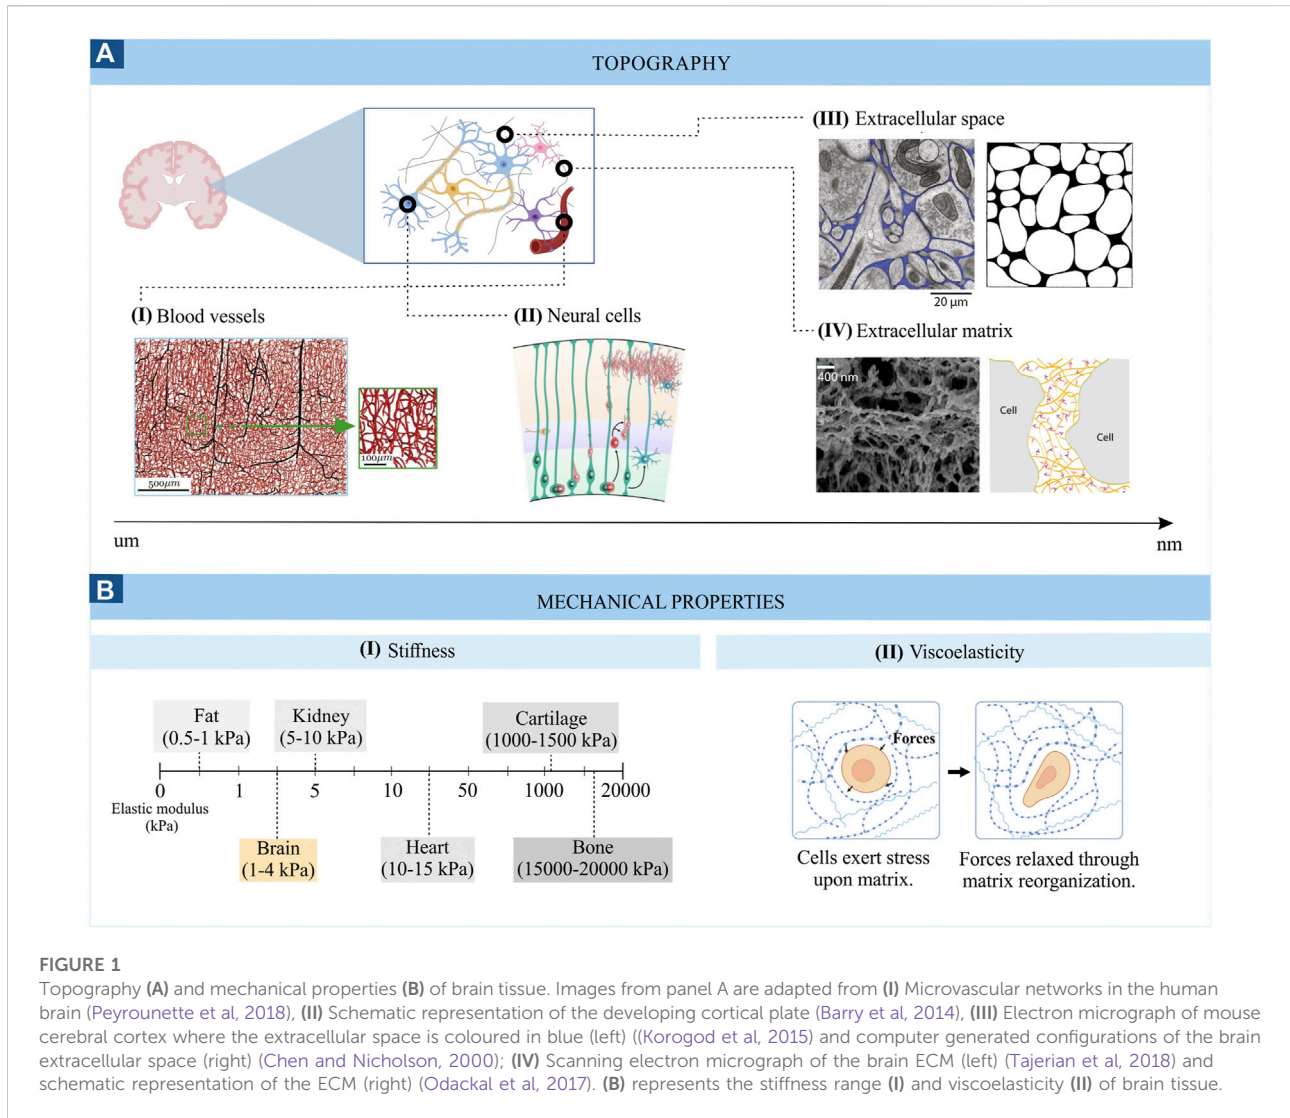 A
TOPOGRAPHY
(III) Extracellular space
20 µm
(I) Blood vessels
(II) Neural cells
(IV) Extracellular matrix
500µm
100µm
400 nm
Cell
Cell
um
nm
B
MECHANICAL PROPERTIES
(I) Stiffness
(II) Viscoelasticity
Fat
(0.5-1 kPa)
Kidney
(5-10 kPa)
Cartilage
(1000-1500 kPa)
0 1 5 10 50 1000 20000
Elastic modulus
(kPa)
Brain
(1-4 kPa)
Heart
(10-15 kPa)
Bone
(15000-20000 kPa)
Forces
Cells exert stress
upon matrix.
Forces relaxed through
matrix reorganization.
FIGURE 1
Topography (A) and mechanical properties (B) of brain tissue. Images from panel A are adapted from (I) Microvascular networks in the human
brain (Peyrounette et al, 2018), (II) Schematic representation of the developing cortical plate (Barry et al, 2014), (III) Electron micrograph of mouse
cerebral cortex where the extracellular space is coloured in blue (left) ((Korogod et al, 2015) and computer generated configurations of the brain
extracellular space (right) (Chen and Nicholson, 2000); (IV) Scanning electron micrograph of the brain ECM (left) (Tajerian et al, 2018) and
schematic representation of the ECM (right) (Odackal et al, 2017). (B) represents the stiffness range (I) and viscoelasticity (II) of brain tissue.